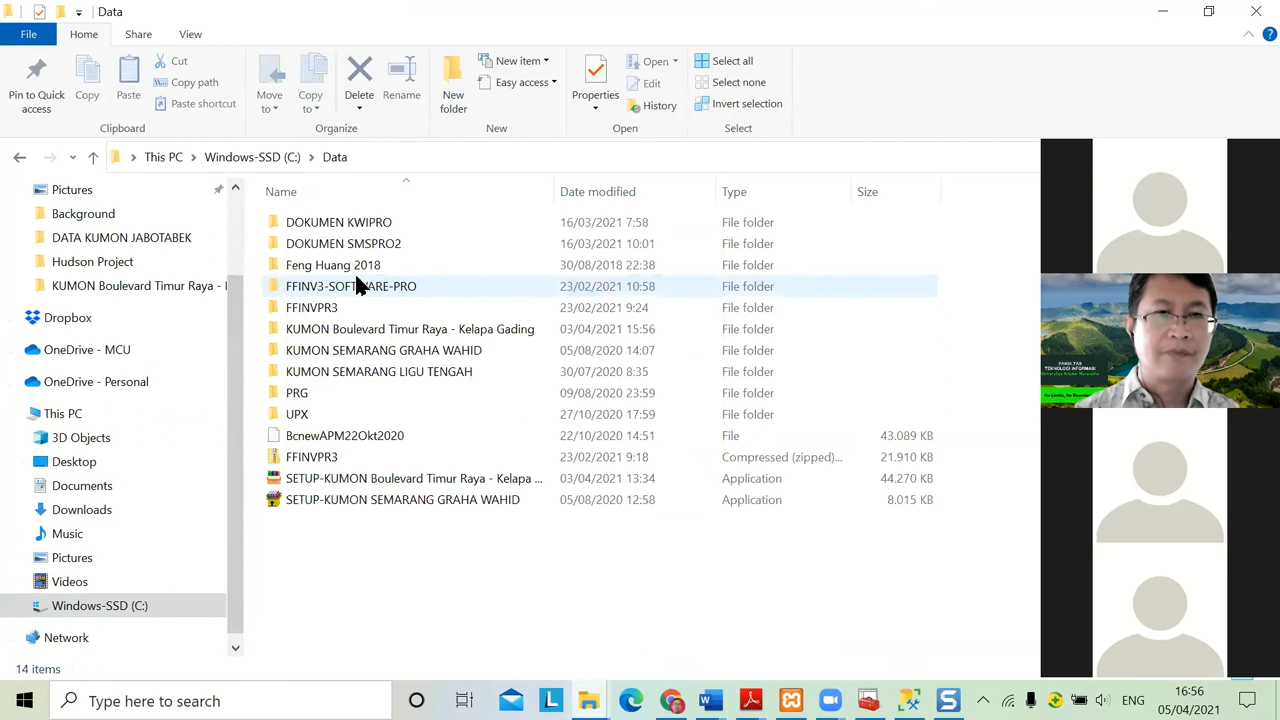 Data
File Home Share View
Pin to Quick access
Copy
Paste
Cut
Copy path
Paste shortcut
Clipboard
Move to
Copy to
Delete
Rename
Organize
New folder
New item
Easy access
New
Properties
Open
Edit
History
Open
Select all
Select none
Invert selection
Select
This PC Windows-SSD (C:) Data
Pictures
Background
DATA KUMON JABOTABEK
Hudson Project
KUMON Boulevard Timur Raya -
Dropbox
OneDrive - MCU
OneDrive - Personal
This PC
3D Objects
Desktop
Documents
Downloads
Music
Pictures
Videos
Windows-SSD (C:)
Network
Name Date modified Type Size
DOKUMEN KWIPRO 16/03/2021 7:58 File folder
DOKUMEN SMSPRO2 16/03/2021 10:01 File folder
Feng Huang 2018 30/08/2018 22:38 File folder
FFINV3-SOFTWARE-PRO 23/02/2021 10:58 File folder
FFINVPR3 23/02/2021 9:24 File folder
KUMON Boulevard Timur Raya - Kelapa Gading 03/04/2021 15:56 File folder
KUMON SEMARANG GRAHA WAHID 05/08/2020 14:07 File folder
KUMON SEMANG LIGU TENGAH 30/07/2020 8:33 File folder
PRG 09/08/2020 23:59 File folder
UPX 27/10/2020 17:59 File folder
BcnewAPM22Okt2020 22/10/2020 14:51 File 43.089 KB
FFINVPR3 23/02/2021 9:18 Compressed (zipped)... 21.910 KB
SETUP-KUMON Boulevard Timur Raya - Kelapa ... 03/04/2021 13:34 Application 44.270 KB
SETUP-KUMON SEMARANG GRAHA WAHID 05/08/2020 12:58 Application 8.015 KB
FAKULTAS
TEKNOLOGI INFORMASI
Universitas Kristen Maranatha
14 items
Type here to search
ENG
16:56
05/04/2021